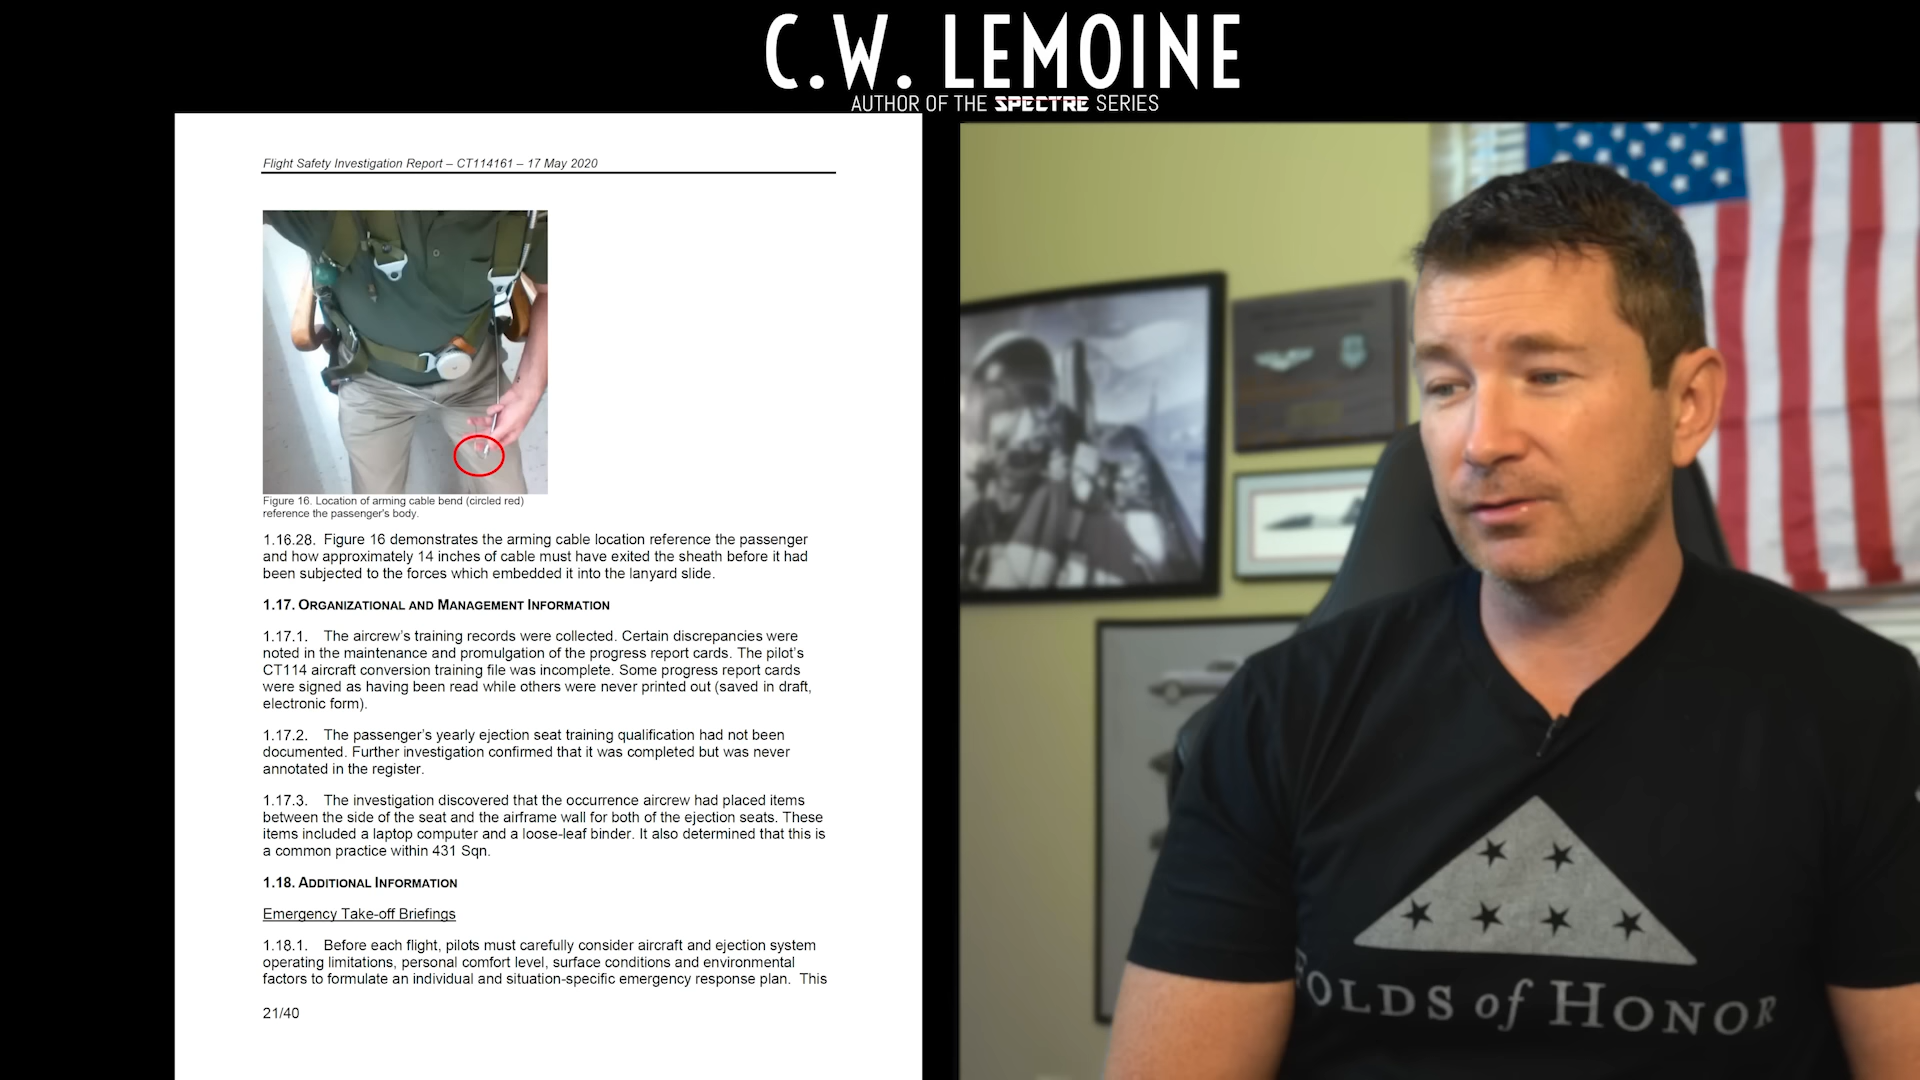 C.W. LEMOINE
AUTHOR OF THE SPECTRE SERIES
Flight Safety Investigation Report – CT114161 – 17 May 2020
Figure 16. Location of arming cable bend (circled red)
reference the passenger's body.
1.16.28. Figure 16 demonstrates the arming cable location reference the passenger
and how approximately 14 inches of cable must have exited the sheath before it had
been subjected to the forces which embedded it into the lanyard slide.
1.17. ORGANIZATIONAL AND MANAGEMENT INFORMATION
1.17.1. The aircrew's training records were collected. Certain discrepancies were
noted in the maintenance and promulgation of the progress report cards. The pilot's
CT114 aircraft conversion training file was incomplete. Some progress report cards
were signed as having been read while others were never printed out (saved in draft,
electronic form).
1.17.2. The passenger's yearly ejection seat training qualification had not been
documented. Further investigation confirmed that it was completed but was never
annotated in the register.
1.17.3. The investigation discovered that the occurrence aircrew had placed items
between the side of the seat and the airframe wall for both of the ejection seats. These
items included a laptop computer and a loose-leaf binder. It also determined that this is
a common practice within 431 Sqn.
1.18. ADDITIONAL INFORMATION
Emergency Take-off Briefings
1.18.1. Before each flight, pilots must carefully consider aircraft and ejection system
operating limitations, personal comfort level, surface conditions and environmental
factors to formulate an individual and situation-specific emergency response plan. This
21/40
FOLDS of HONOR